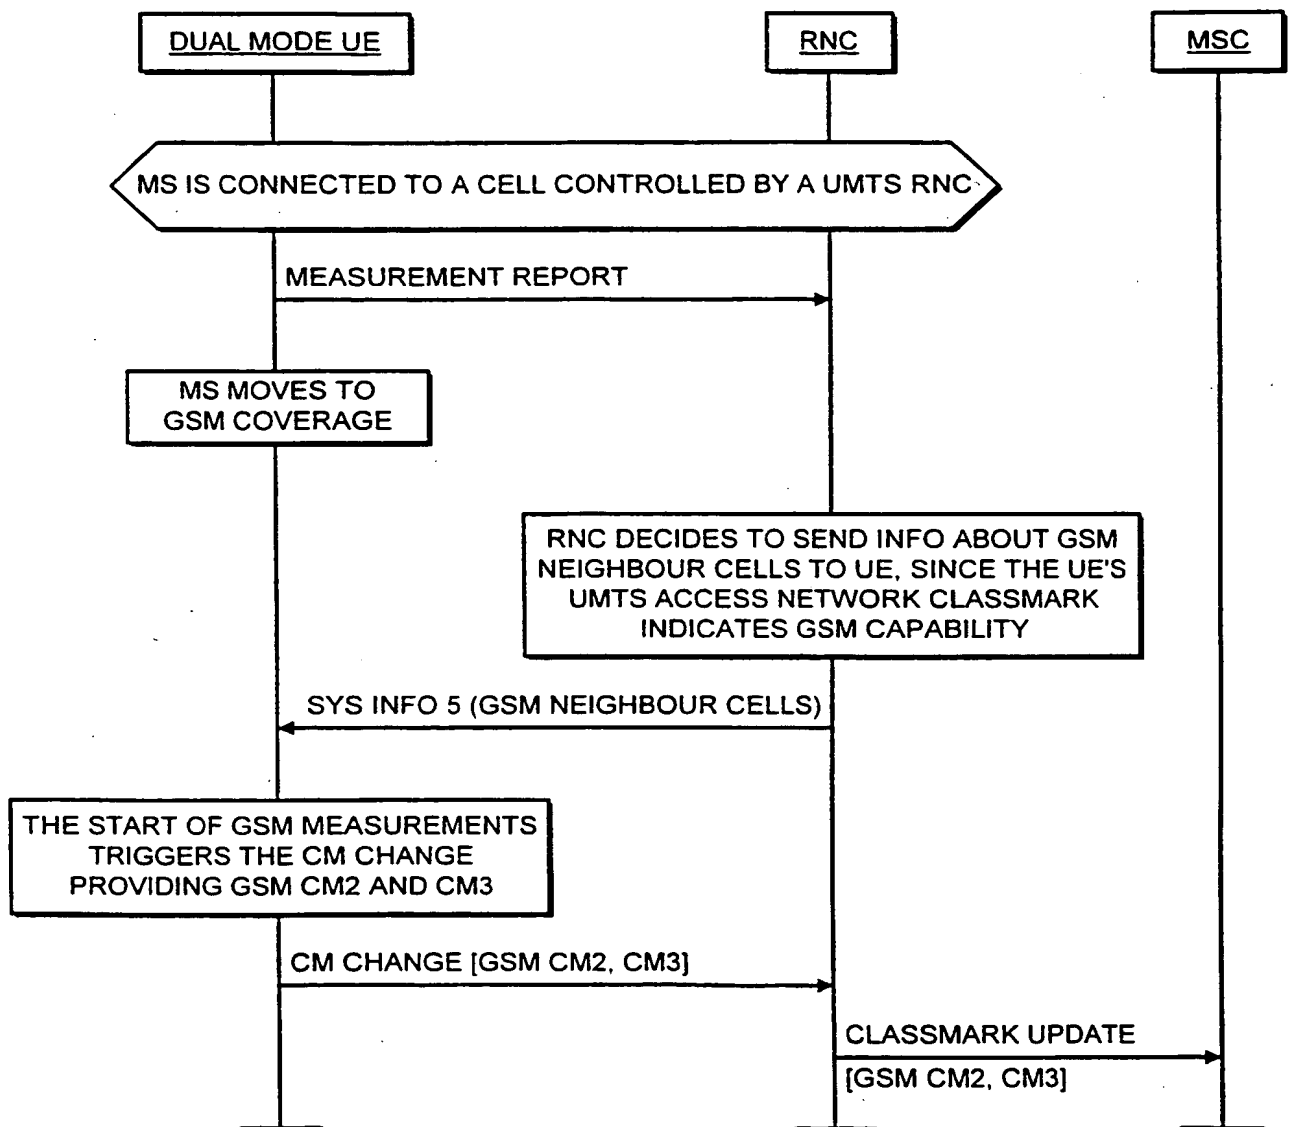 DUAL MODE UE
RNC
MSC
MS IS CONNECTED TO A CELL CONTROLLED BY A UMTS RNC
MEASUREMENT REPORT
MS MOVES TO
GSM COVERAGE
RNC DECIDES TO SEND INFO ABOUT GSM
NEIGHBOUR CELLS TO UE, SINCE THE UE'S
UMTS ACCESS NETWORK CLASSMARK
INDICATES GSM CAPABILITY
SYS INFO 5 (GSM NEIGHBOUR CELLS)
THE START OF GSM MEASUREMENTS
TRIGGERS THE CM CHANGE
PROVIDING GSM CM2 AND CM3
CM CHANGE [GSM CM2, CM3]
CLASSMARK UPDATE
[GSM CM2, CM3]